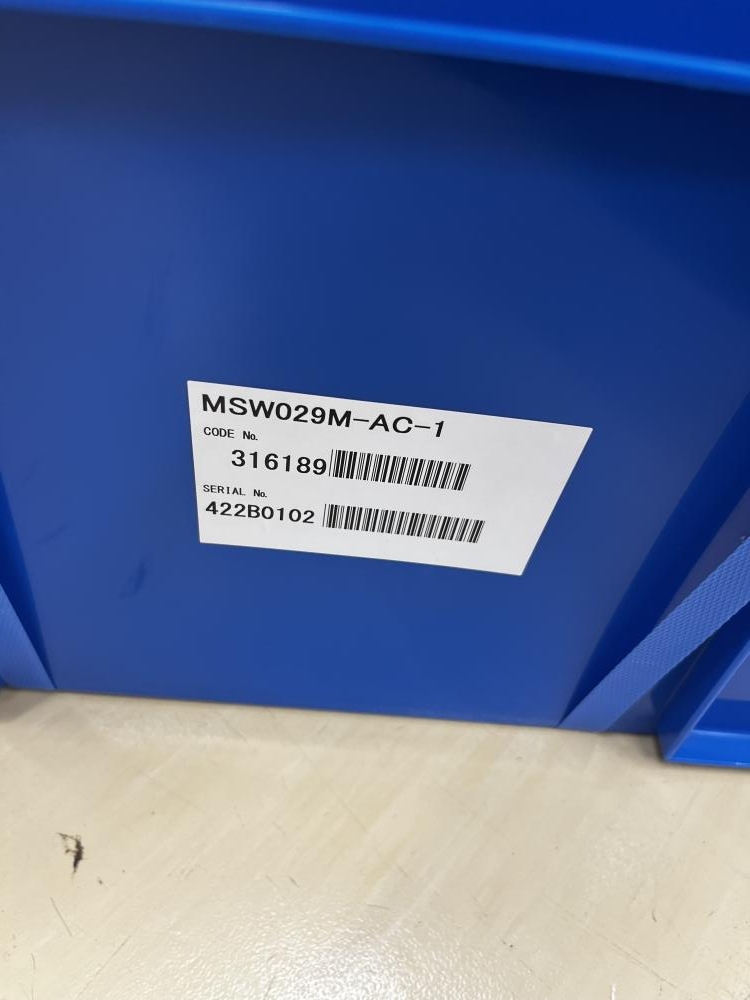 MSW029M-AC-1
CODE No.
316189
SERIAL No.
422B0102